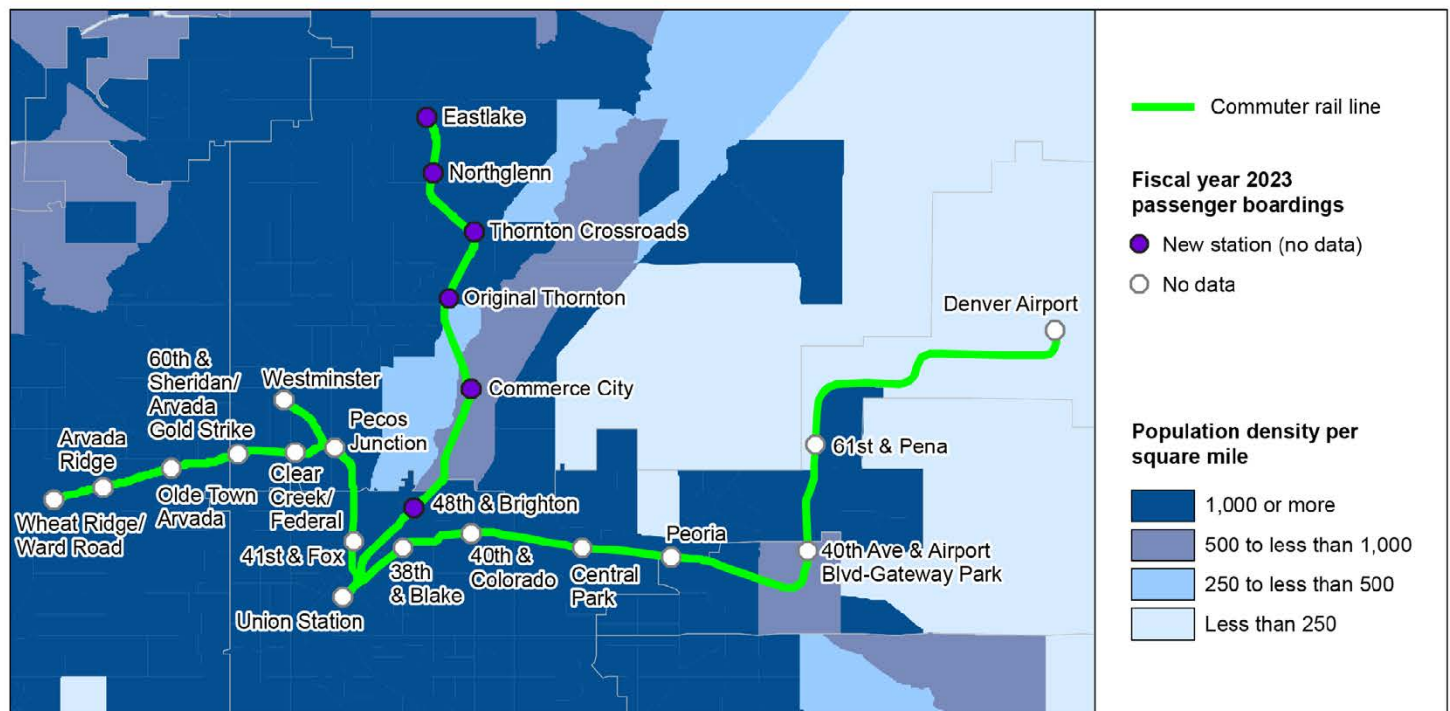 Eastlake
Northglenn
Thornton Crossroads
Original Thornton
Denver Airport
60th &
Sheridan/
Arvada
Gold Strike
Westminster
Commerce City
Pecos
Junction
Arvada
Ridge
61st & Pena
Clear
Creek/
Federal
Olde Town
Arvada
Wheat Ridge/
Ward Road
48th & Brighton
41st & Fox
38th
& Blake
40th &
Colorado
Central
Park
Peoria
40th Ave & Airport
Blvd-Gateway Park
Union Station
Commuter rail line
Fiscal year 2023
passenger boardings
New station (no data)
No data
Population density per
square mile
1,000 or more
500 to less than 1,000
250 to less than 500
Less than 250